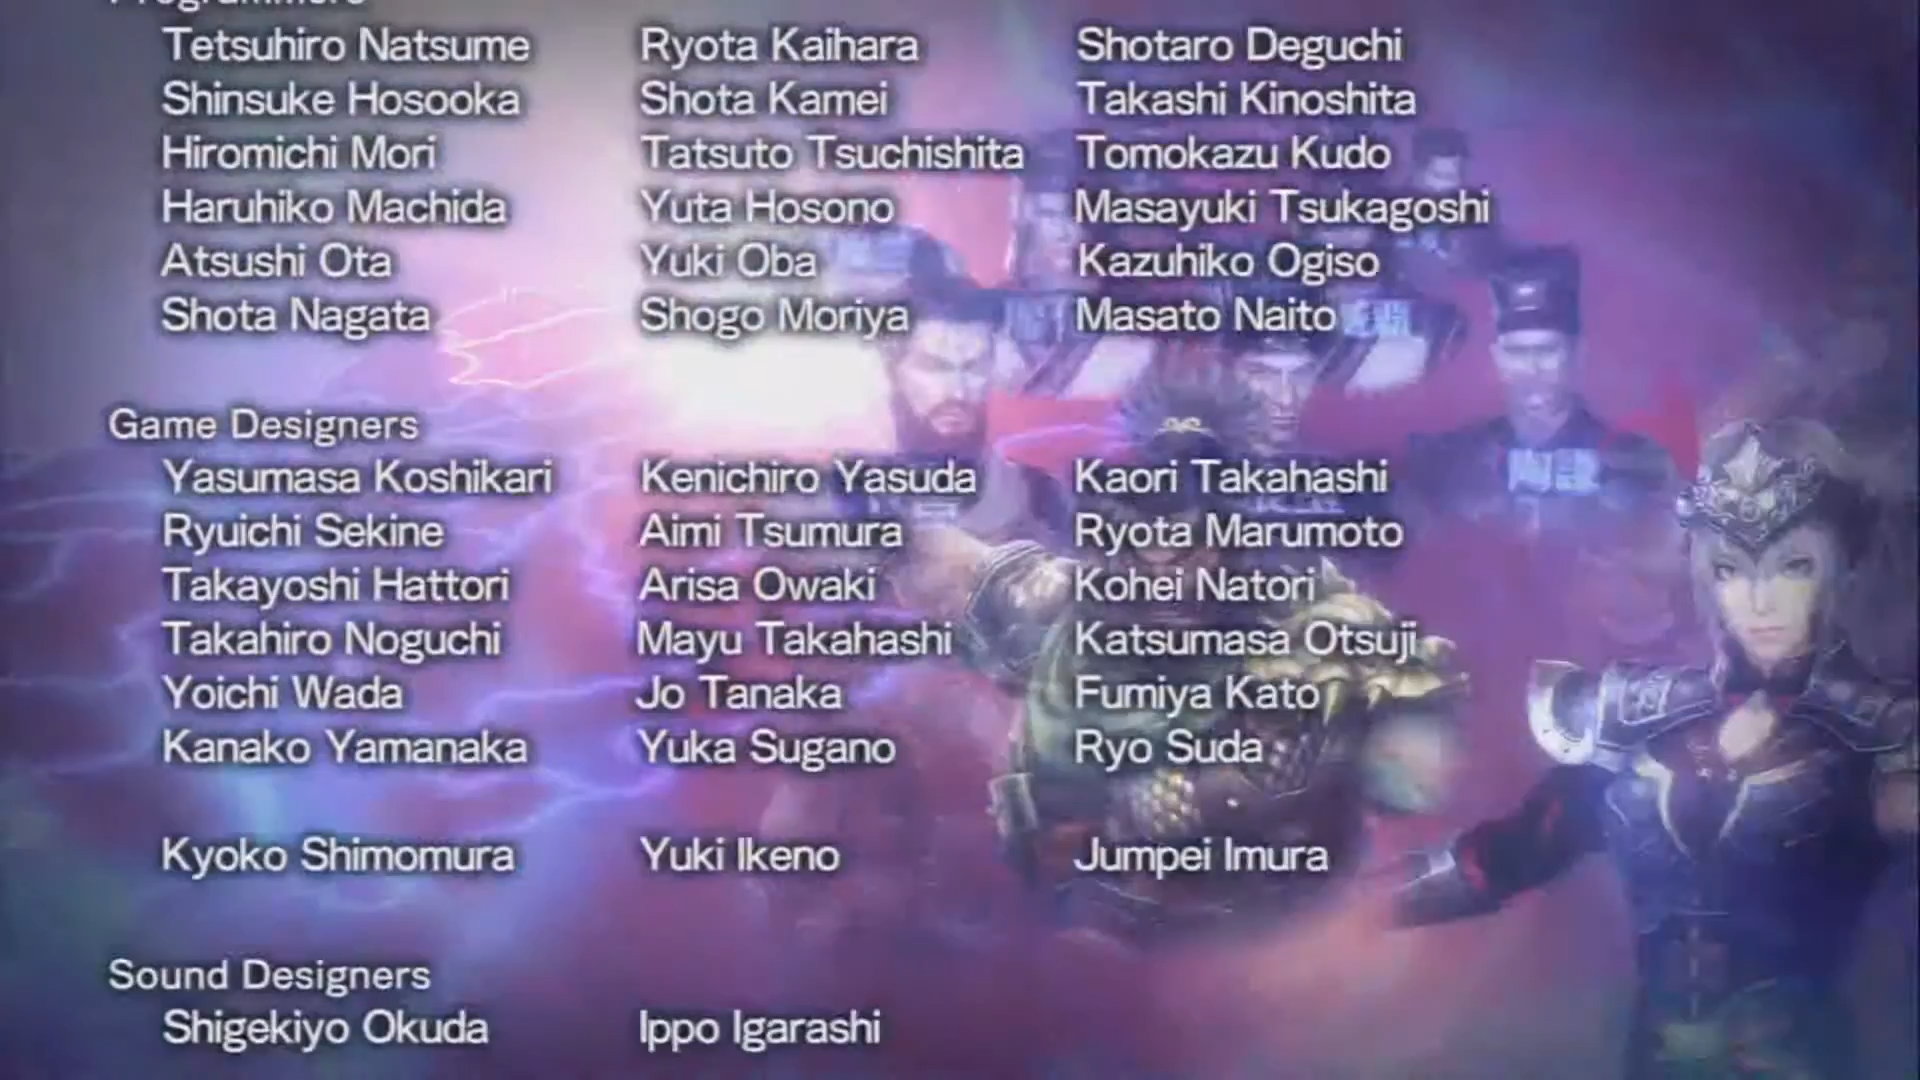 Programmers
Tetsuhiro Natsume Ryota Kaihara Shotaro Deguchi
Shinsuke Hosooka Shota Kamei Takashi Kinoshita
Hiromichi Mori Tatsuto Tsuchishita Tomokazu Kudo
Haruhiko Machida Yuta Hosono Masayuki Tsukagoshi
Atsushi Ota Yuki Oba Kazuhiko Ogiso
Shota Nagata Shogo Moriya Masato Naito
Game Designers
Yasumasa Koshikari Kenichiro Yasuda Kaori Takahashi
Ryuichi Sekine Aimi Tsumura Ryota Marumoto
Takayoshi Hattori Arisa Owaki Kohei Natori
Takahiro Noguchi Mayu Takahashi Katsumasa Otsuji
Yoichi Wada Jo Tanaka Fumiya Kato
Kanako Yamanaka Yuka Sugano Ryo Suda
Kyoko Shimomura Yuki Ikeno Jumpei Imura
Sound Designers
Shigekiyo Okuda Ippo Igarashi